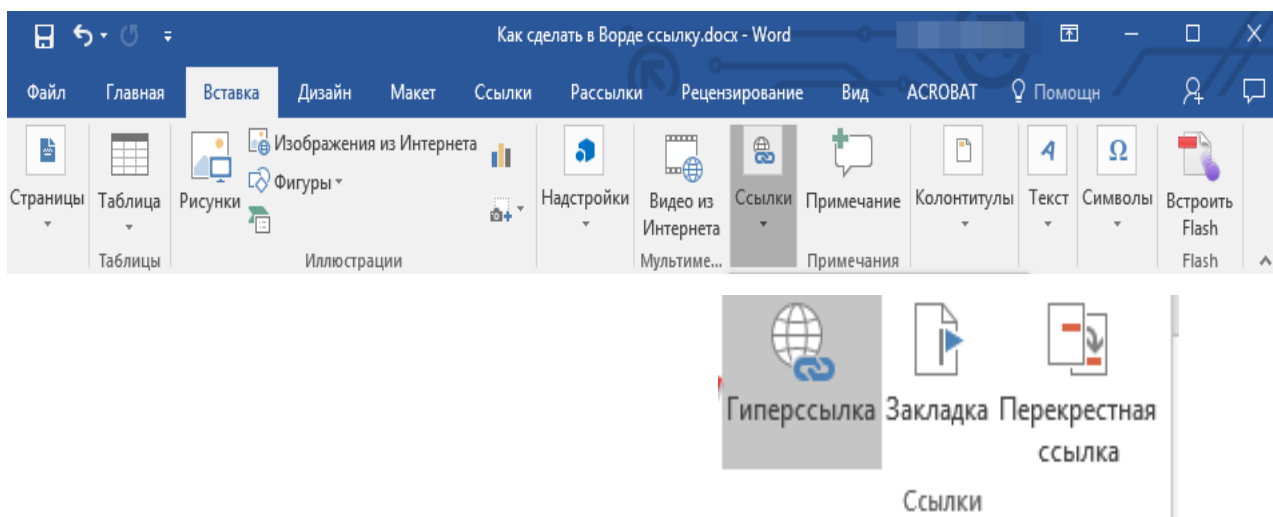 Как сделать в Ворде ссылку.docx - Word
Файл Главная Вставка Дизайн Макет Ссылки Рассылки Рецензирование Вид ACROBAT Помощн
Изображения из Интернета
Фигуры
Страницы Таблица Рисунки Надстройки Видео из Ссылки Примечание Колонтитулы Текст Символы Встроить
Интернета Flash
Таблицы Иллюстрации Мультиме... Примечания Flash
Гиперссылка Закладка Перекрестная
ссылка
Ссылки